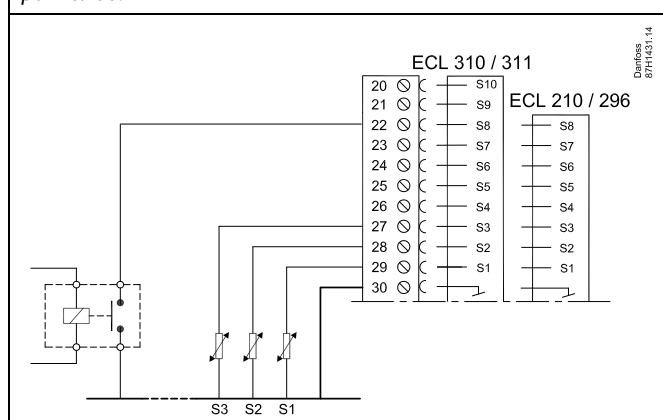 Danfoss
87H1431.14
ECL 310 / 311
ECL 210 / 296
20 S10
21 S9
22 S8 S8
23 S7 S7
24 S6 S6
25 S5 S5
26 S4 S4
27 S3 S3
28 S2 S2
29 S1 S1
30
S3 S2 S1